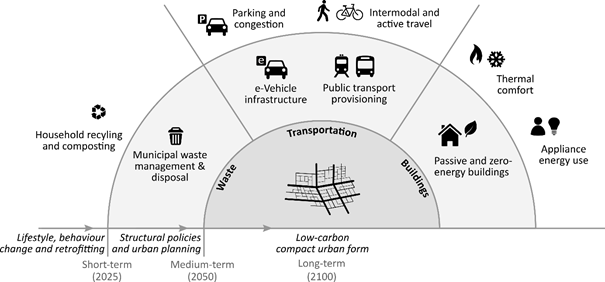 Parking and
congestion
Intermodal and
active travel
P
e
e-Vehicle
infrastructure
Public transport
provisioning
Thermal
comfort
Household recyling
and composting
Municipal waste
management &
disposal
Waste
Transportation
Buildings
Passive and zero-
energy buildings
Appliance
energy use
Lifestyle, behaviour
change and retrofitting
Structural policies
and urban planning
Low-carbon
compact urban form
Short-term
(2025)
Medium-term
(2050)
Long-term
(2100)